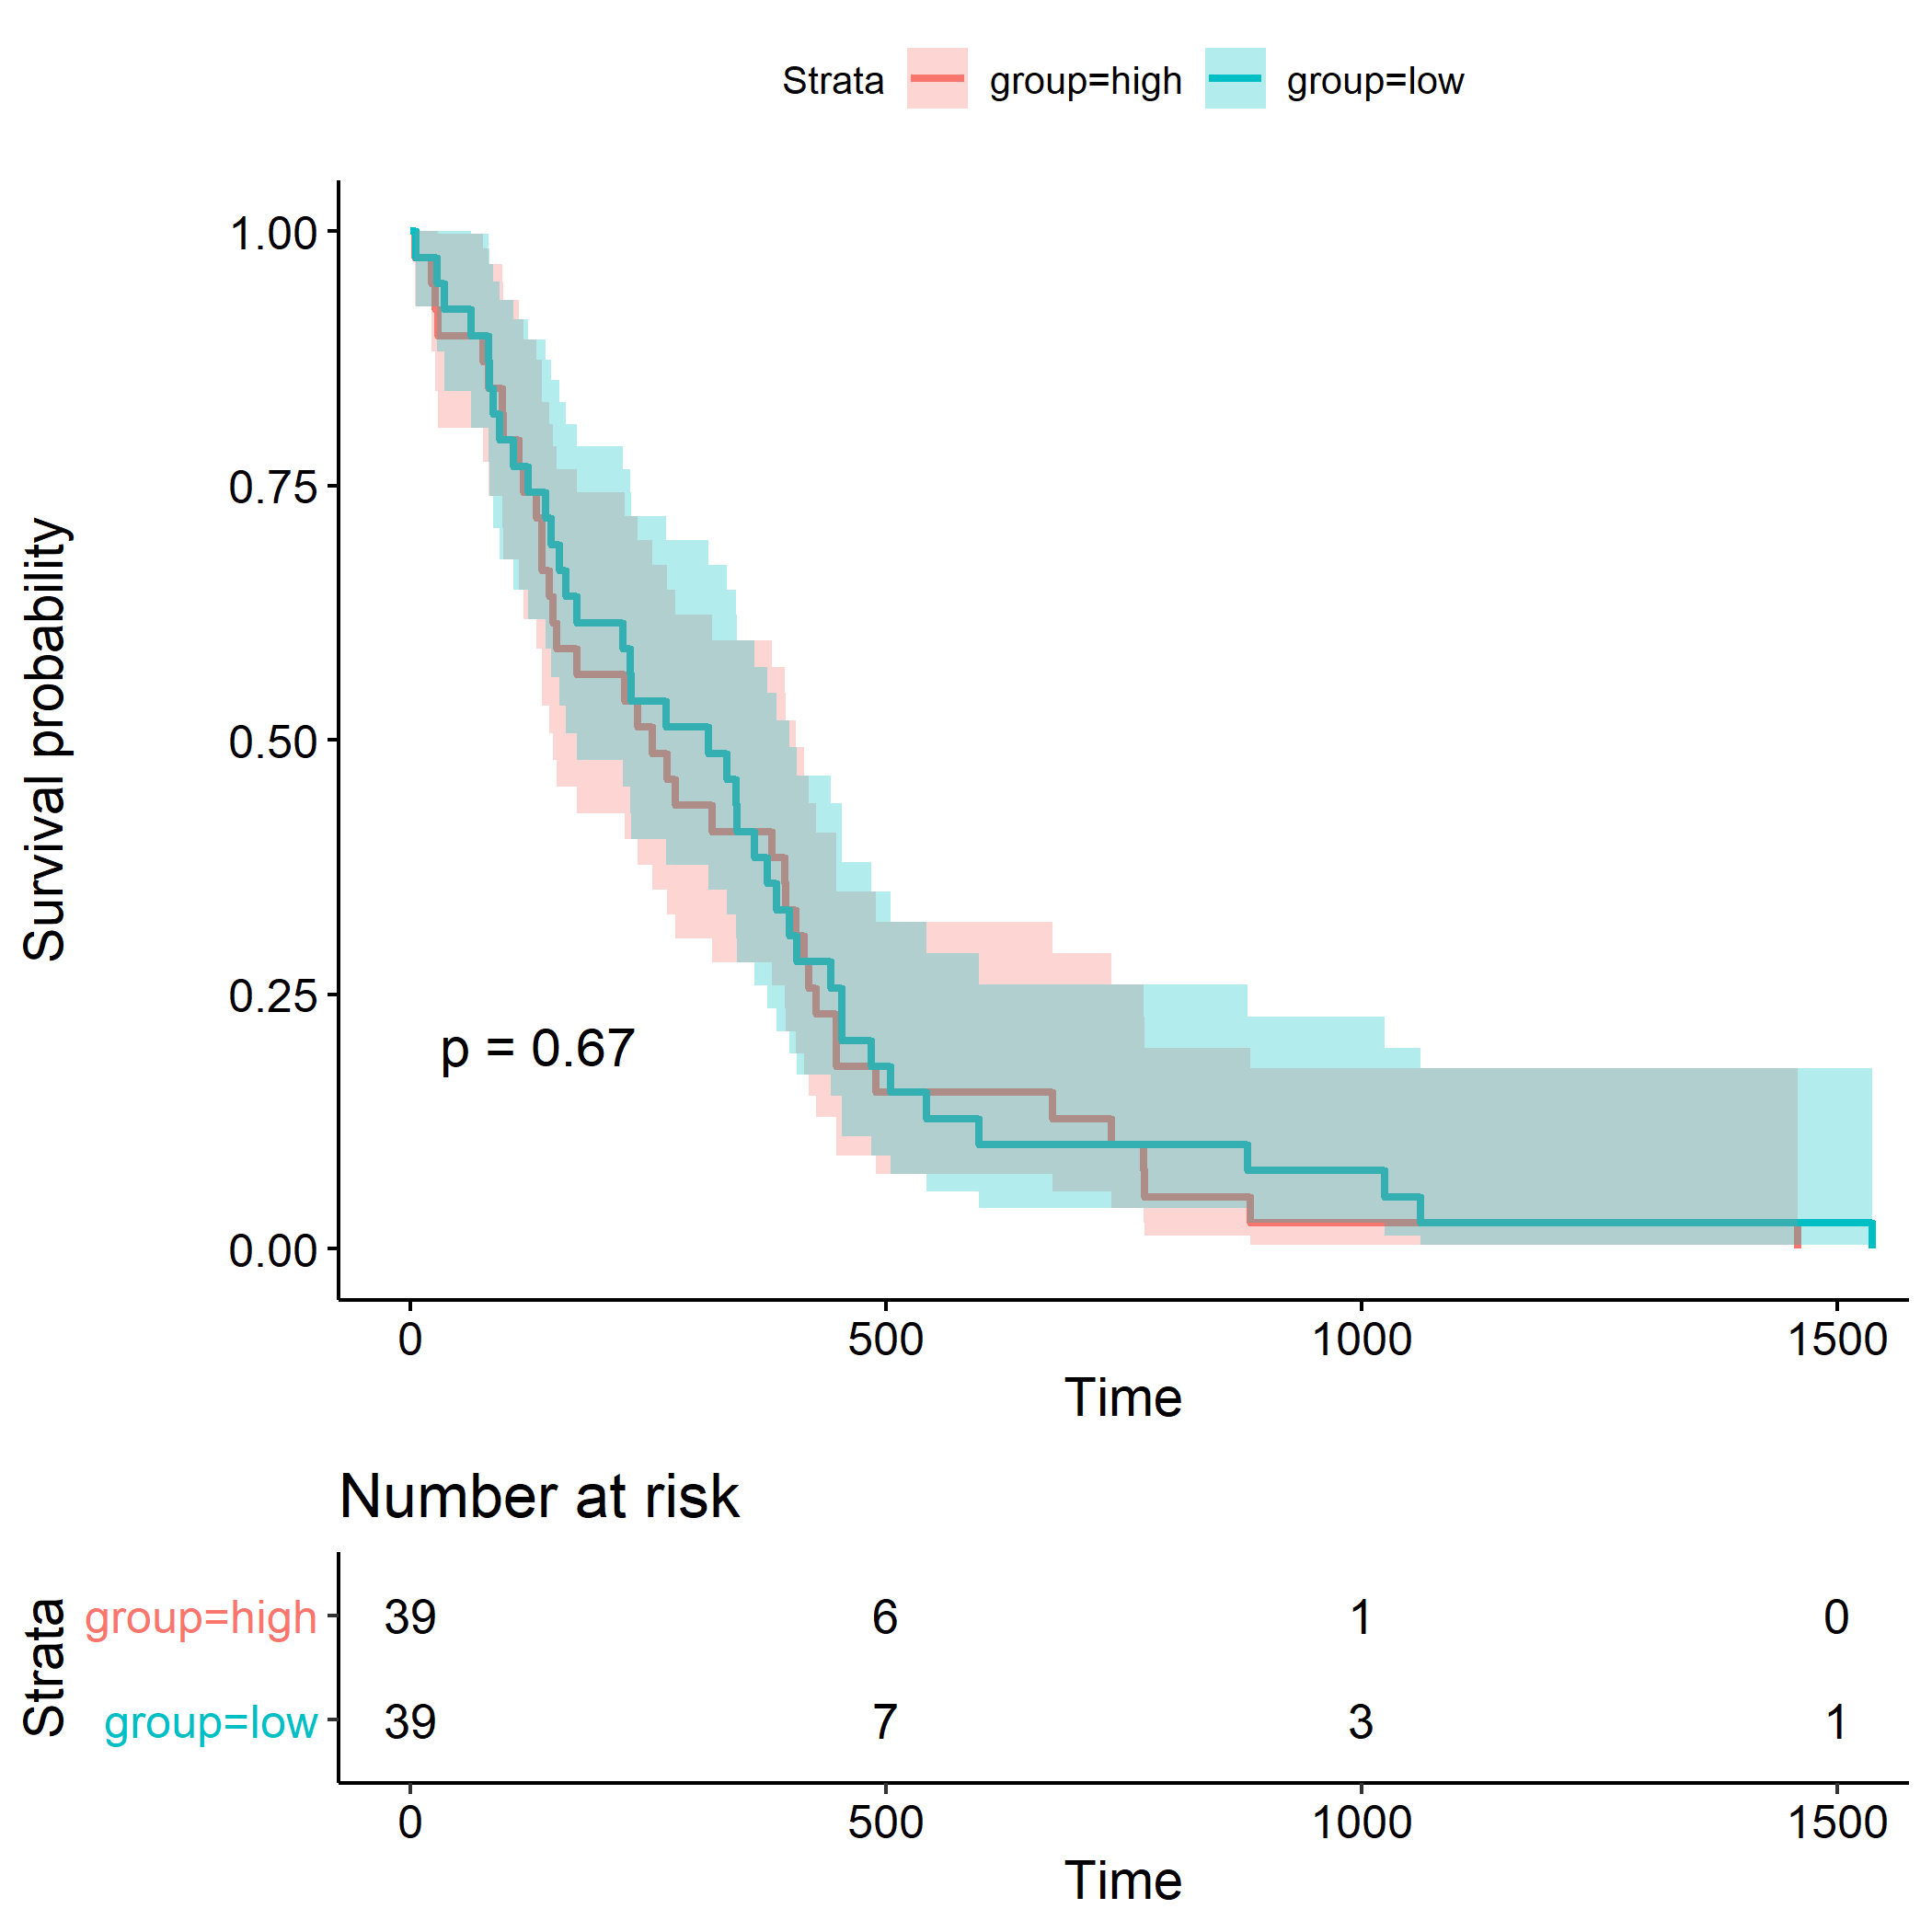 Strata group=high group=low
1.00
0.75
0.50
0.25
0.00
Survival probability
p = 0.67
0 500 1000 1500
Time
Number at risk
Strata
group=high 39 6 1 0
group=low 39 7 3 1
0 500 1000 1500
Time